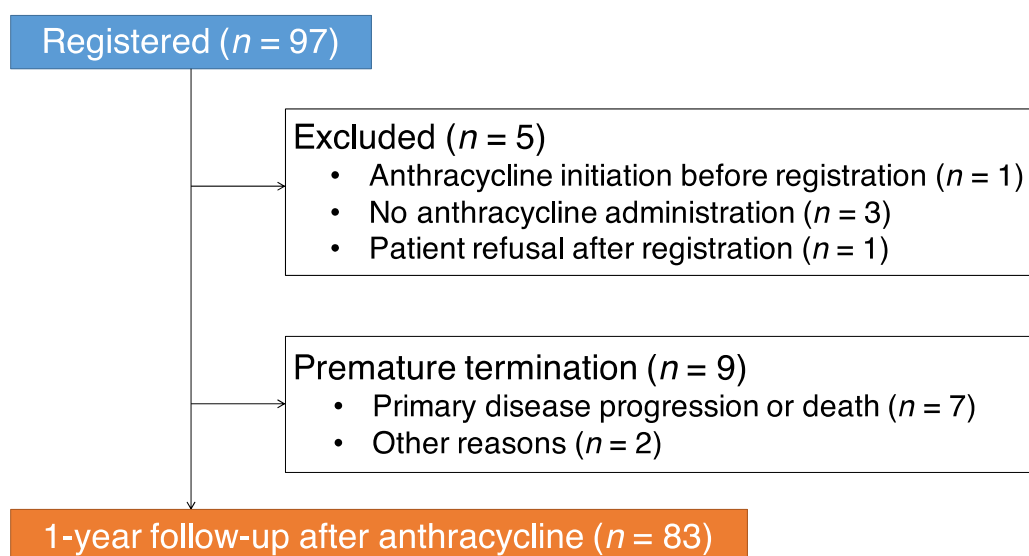 Registered (n = 97)
Excluded (n = 5)
• Anthracycline initiation before registration (n = 1)
• No anthracycline administration (n = 3)
• Patient refusal after registration (n = 1)
Premature termination (n = 9)
• Primary disease progression or death (n = 7)
• Other reasons (n = 2)
1-year follow-up after anthracycline (n = 83)